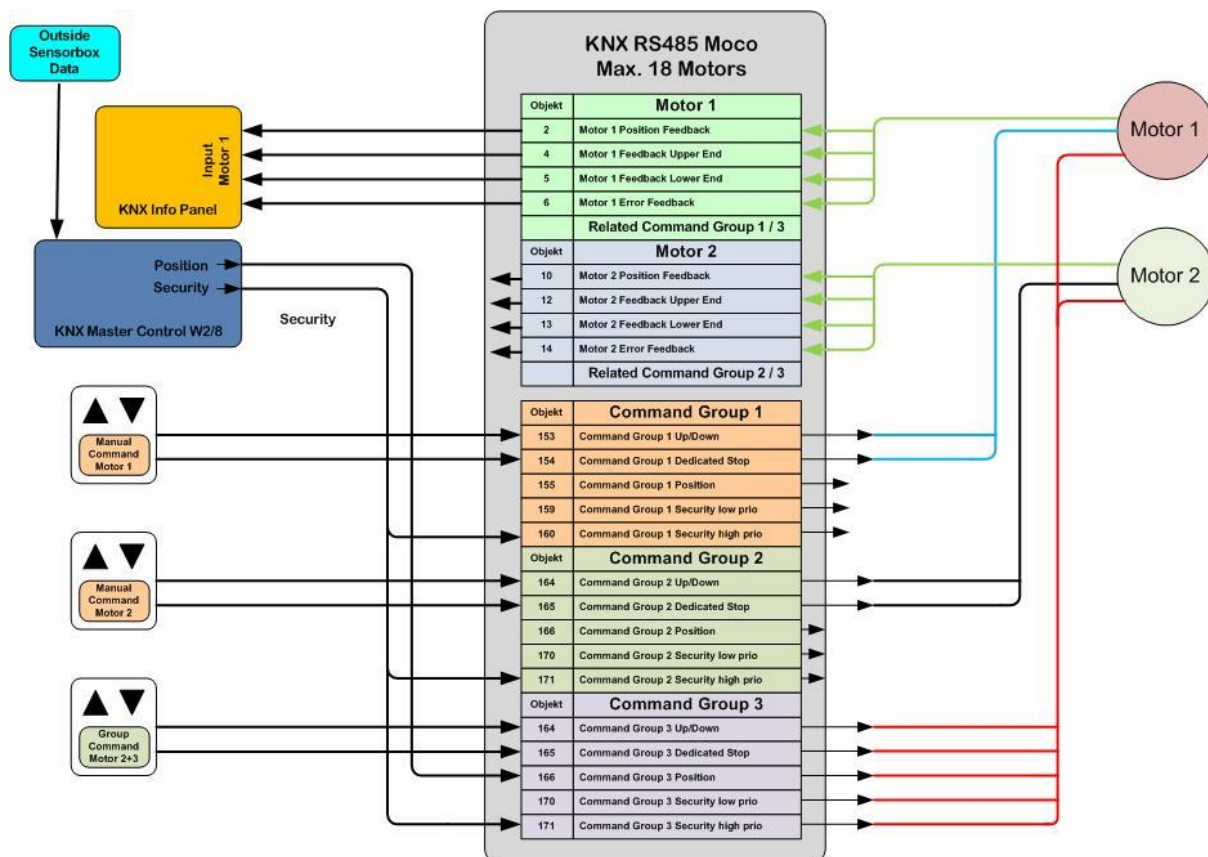 Outside
Sensorbox
Data
Input
Motor 1
KNX Info Panel
Position
Security
KNX Master Control W2/8
Security
Manual
Command
Motor 1
Manual
Command
Motor 2
Group
Command
Motor 2+3
KNX RS485 Moco
Max. 18 Motors
Objekt Motor 1
2 Motor 1 Position Feedback
4 Motor 1 Feedback Upper End
5 Motor 1 Feedback Lower End
6 Motor 1 Error Feedback
Related Command Group 1 / 3
Objekt Motor 2
10 Motor 2 Position Feedback
12 Motor 2 Feedback Upper End
13 Motor 2 Feedback Lower End
14 Motor 2 Error Feedback
Related Command Group 2 / 3
Objekt Command Group 1
153 Command Group 1 Up/Down
154 Command Group 1 Dedicated Stop
155 Command Group 1 Position
159 Command Group 1 Security low prio
160 Command Group 1 Security high prio
Objekt Command Group 2
164 Command Group 2 Up/Down
165 Command Group 2 Dedicated Stop
166 Command Group 2 Position
170 Command Group 2 Security low prio
171 Command Group 2 Security high prio
Objekt Command Group 3
164 Command Group 3 Up/Down
165 Command Group 3 Dedicated Stop
166 Command Group 3 Position
170 Command Group 3 Security low prio
171 Command Group 3 Security high prio
Motor 1
Motor 2